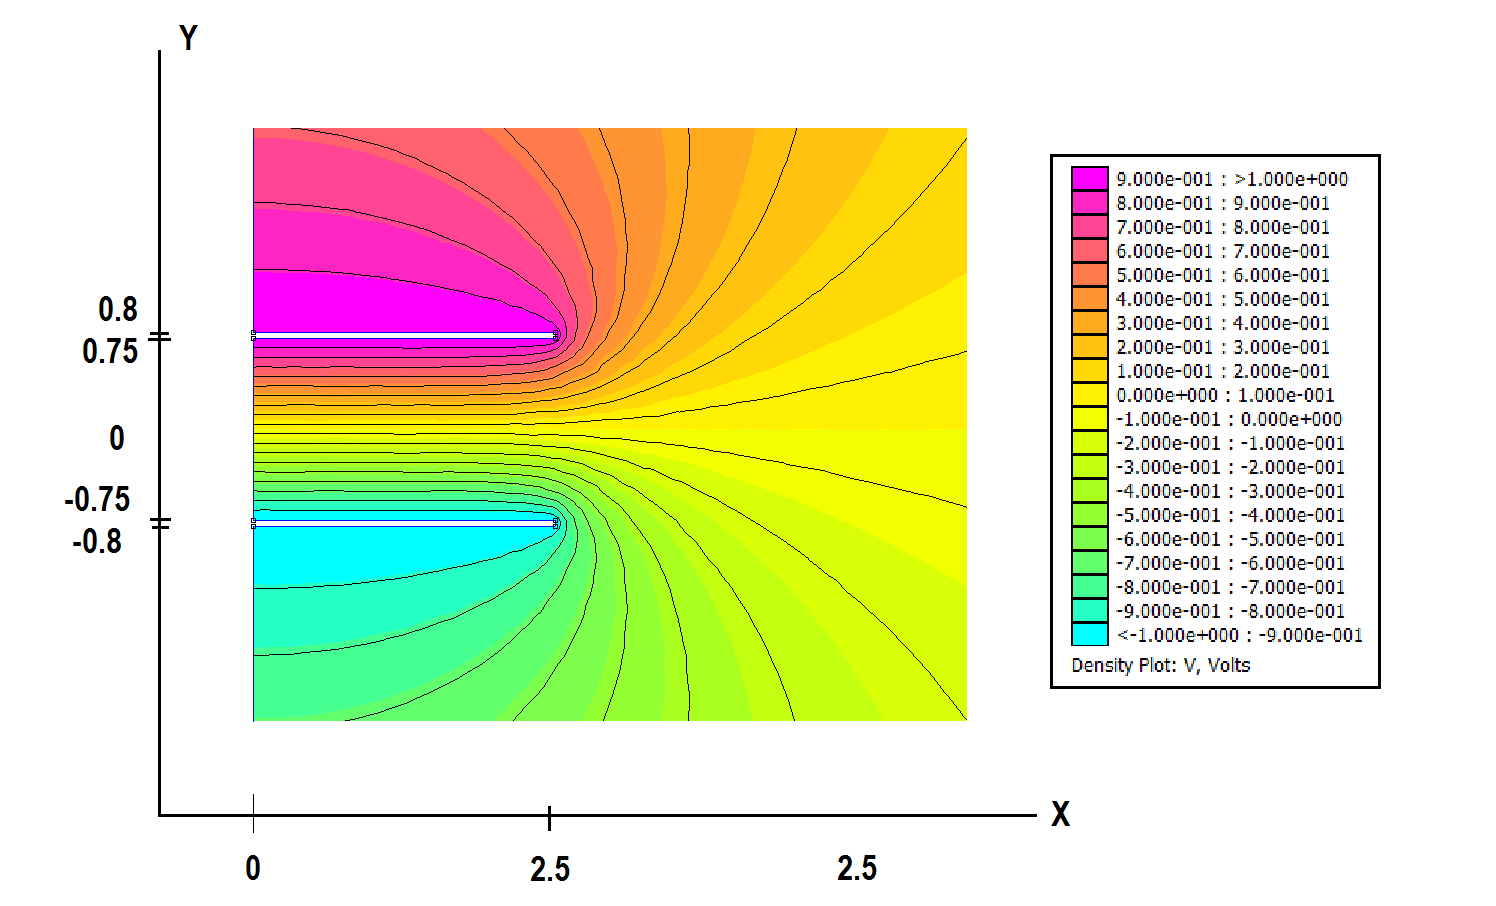 Y
0.8
0.75
0
-0.75
-0.8
X
0
2.5
2.5
9.000e-001 : >1.000e+000
8.000e-001 : 9.000e-001
7.000e-001 : 8.000e-001
6.000e-001 : 7.000e-001
5.000e-001 : 6.000e-001
4.000e-001 : 5.000e-001
3.000e-001 : 4.000e-001
2.000e-001 : 3.000e-001
1.000e-001 : 2.000e-001
0.000e+000 : 1.000e-001
-1.000e-001 : 0.000e+000
-2.000e-001 : -1.000e-001
-3.000e-001 : -2.000e-001
-4.000e-001 : -3.000e-001
-5.000e-001 : -4.000e-001
-6.000e-001 : -5.000e-001
-7.000e-001 : -6.000e-001
-8.000e-001 : -7.000e-001
-9.000e-001 : -8.000e-001
<-1.000e+000 : -9.000e-001
Density Plot: V, Volts